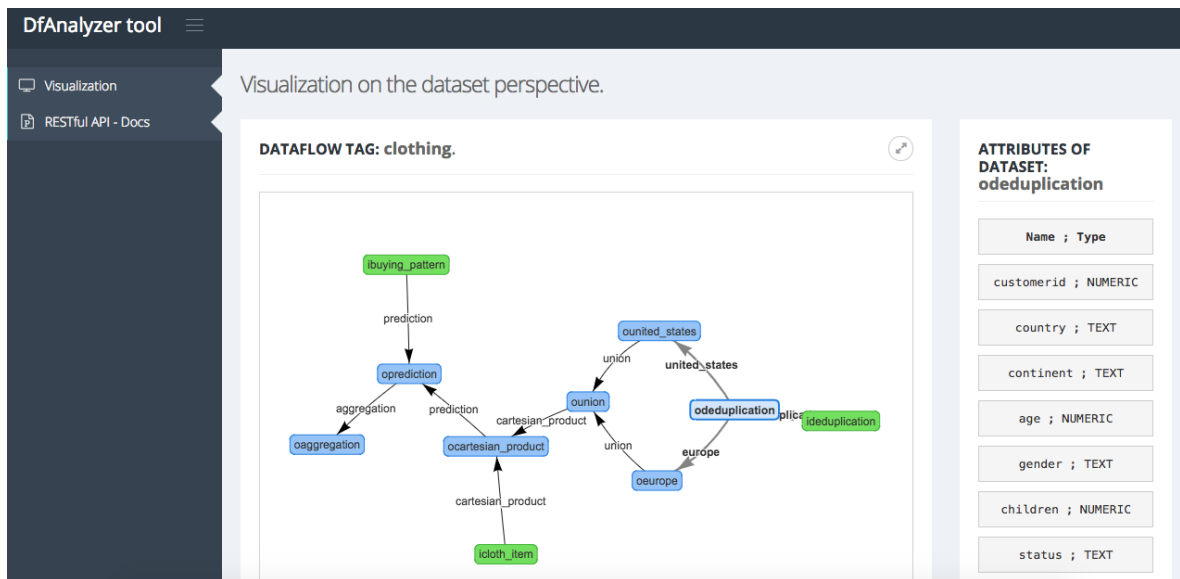 DfAnalyzer tool
Visualization
RESTful API - Docs
Visualization on the dataset perspective.
DATAFLOW TAG: clothing.
ibuying_pattern
prediction
ounited_states
union
united_states
oprediction
aggregation
prediction
ounion
cartesian_product
odeduplication
plica
ideduplication
oaggregation
ocartesian_product
union
europe
oeurope
cartesian_product
icloth_item
ATTRIBUTES OF
DATASET:
odeduplication
Name ; Type
customerid ; NUMERIC
country ; TEXT
continent ; TEXT
age ; NUMERIC
gender ; TEXT
children ; NUMERIC
status ; TEXT